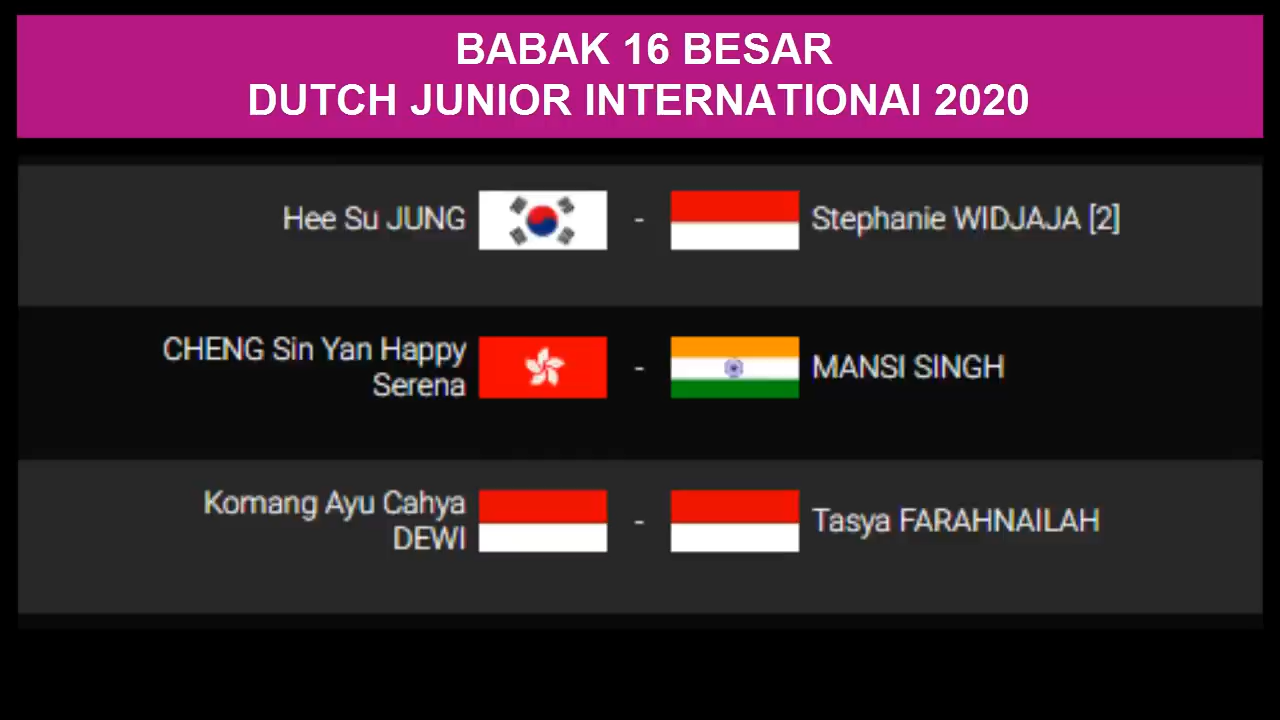 BABAK 16 BESAR
DUTCH JUNIOR INTERNATIONAl 2020
Hee Su JUNG - Stephanie WIDJAJA [2]
CHENG Sin Yan Happy
Serena - MANSI SINGH
Komang Ayu Cahya
DEWI - Tasya FARAHNAILAH